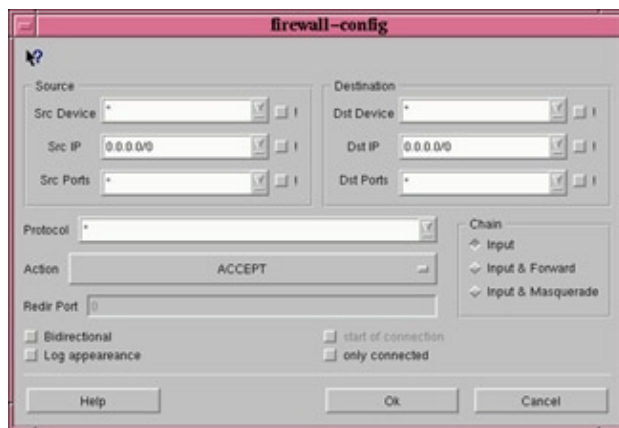 firewall-config
?
Source
Src Device * !
Src IP 0.0.0.0/0 !
Src Ports * !
Destination
Dst Device * !
Dst IP 0.0.0.0/0 !
Dst Ports * !
Protocol *
Action ACCEPT
Redir Port 0
Chain
Input
Input & Forward
Input & Masquerade
Bidirectional
start of connection
Log appeareance
only connected
Help
Ok
Cancel